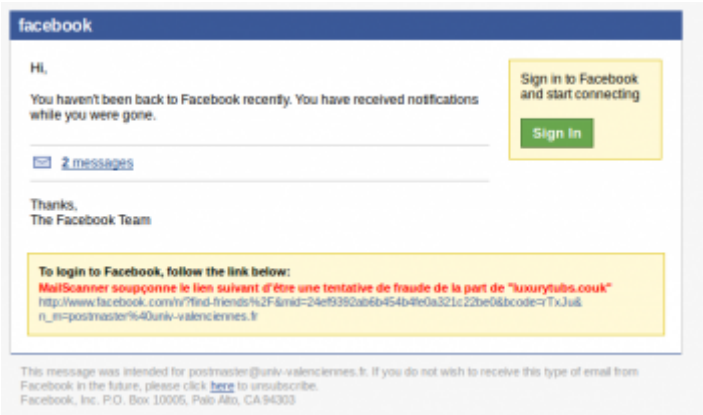 facebook
Hi,
You haven't been back to Facebook recently. You have received notifications
while you were gone.
2 messages
Thanks,
The Facebook Team
Sign in to Facebook
and start connecting
Sign In
To login to Facebook, follow the link below:
MailScanner soupçonne le lien suivant d'être une tentative de fraude de la part de "luxurytubs.couk"
http://www.facebook.com/n/?find-friends%2F&mid=24ef9392ab6b454b4fe0a321c22be0&bcode=rTxJu&
n_m=postmaster%40univ-valenciennes.fr
This message was intended for postmaster@univ-valenciennes.fr. If you do not wish to receive this type of email from
Facebook in the future, please click here to unsubscribe.
Facebook, Inc. P.O. Box 10005, Palo Alto, CA 94303